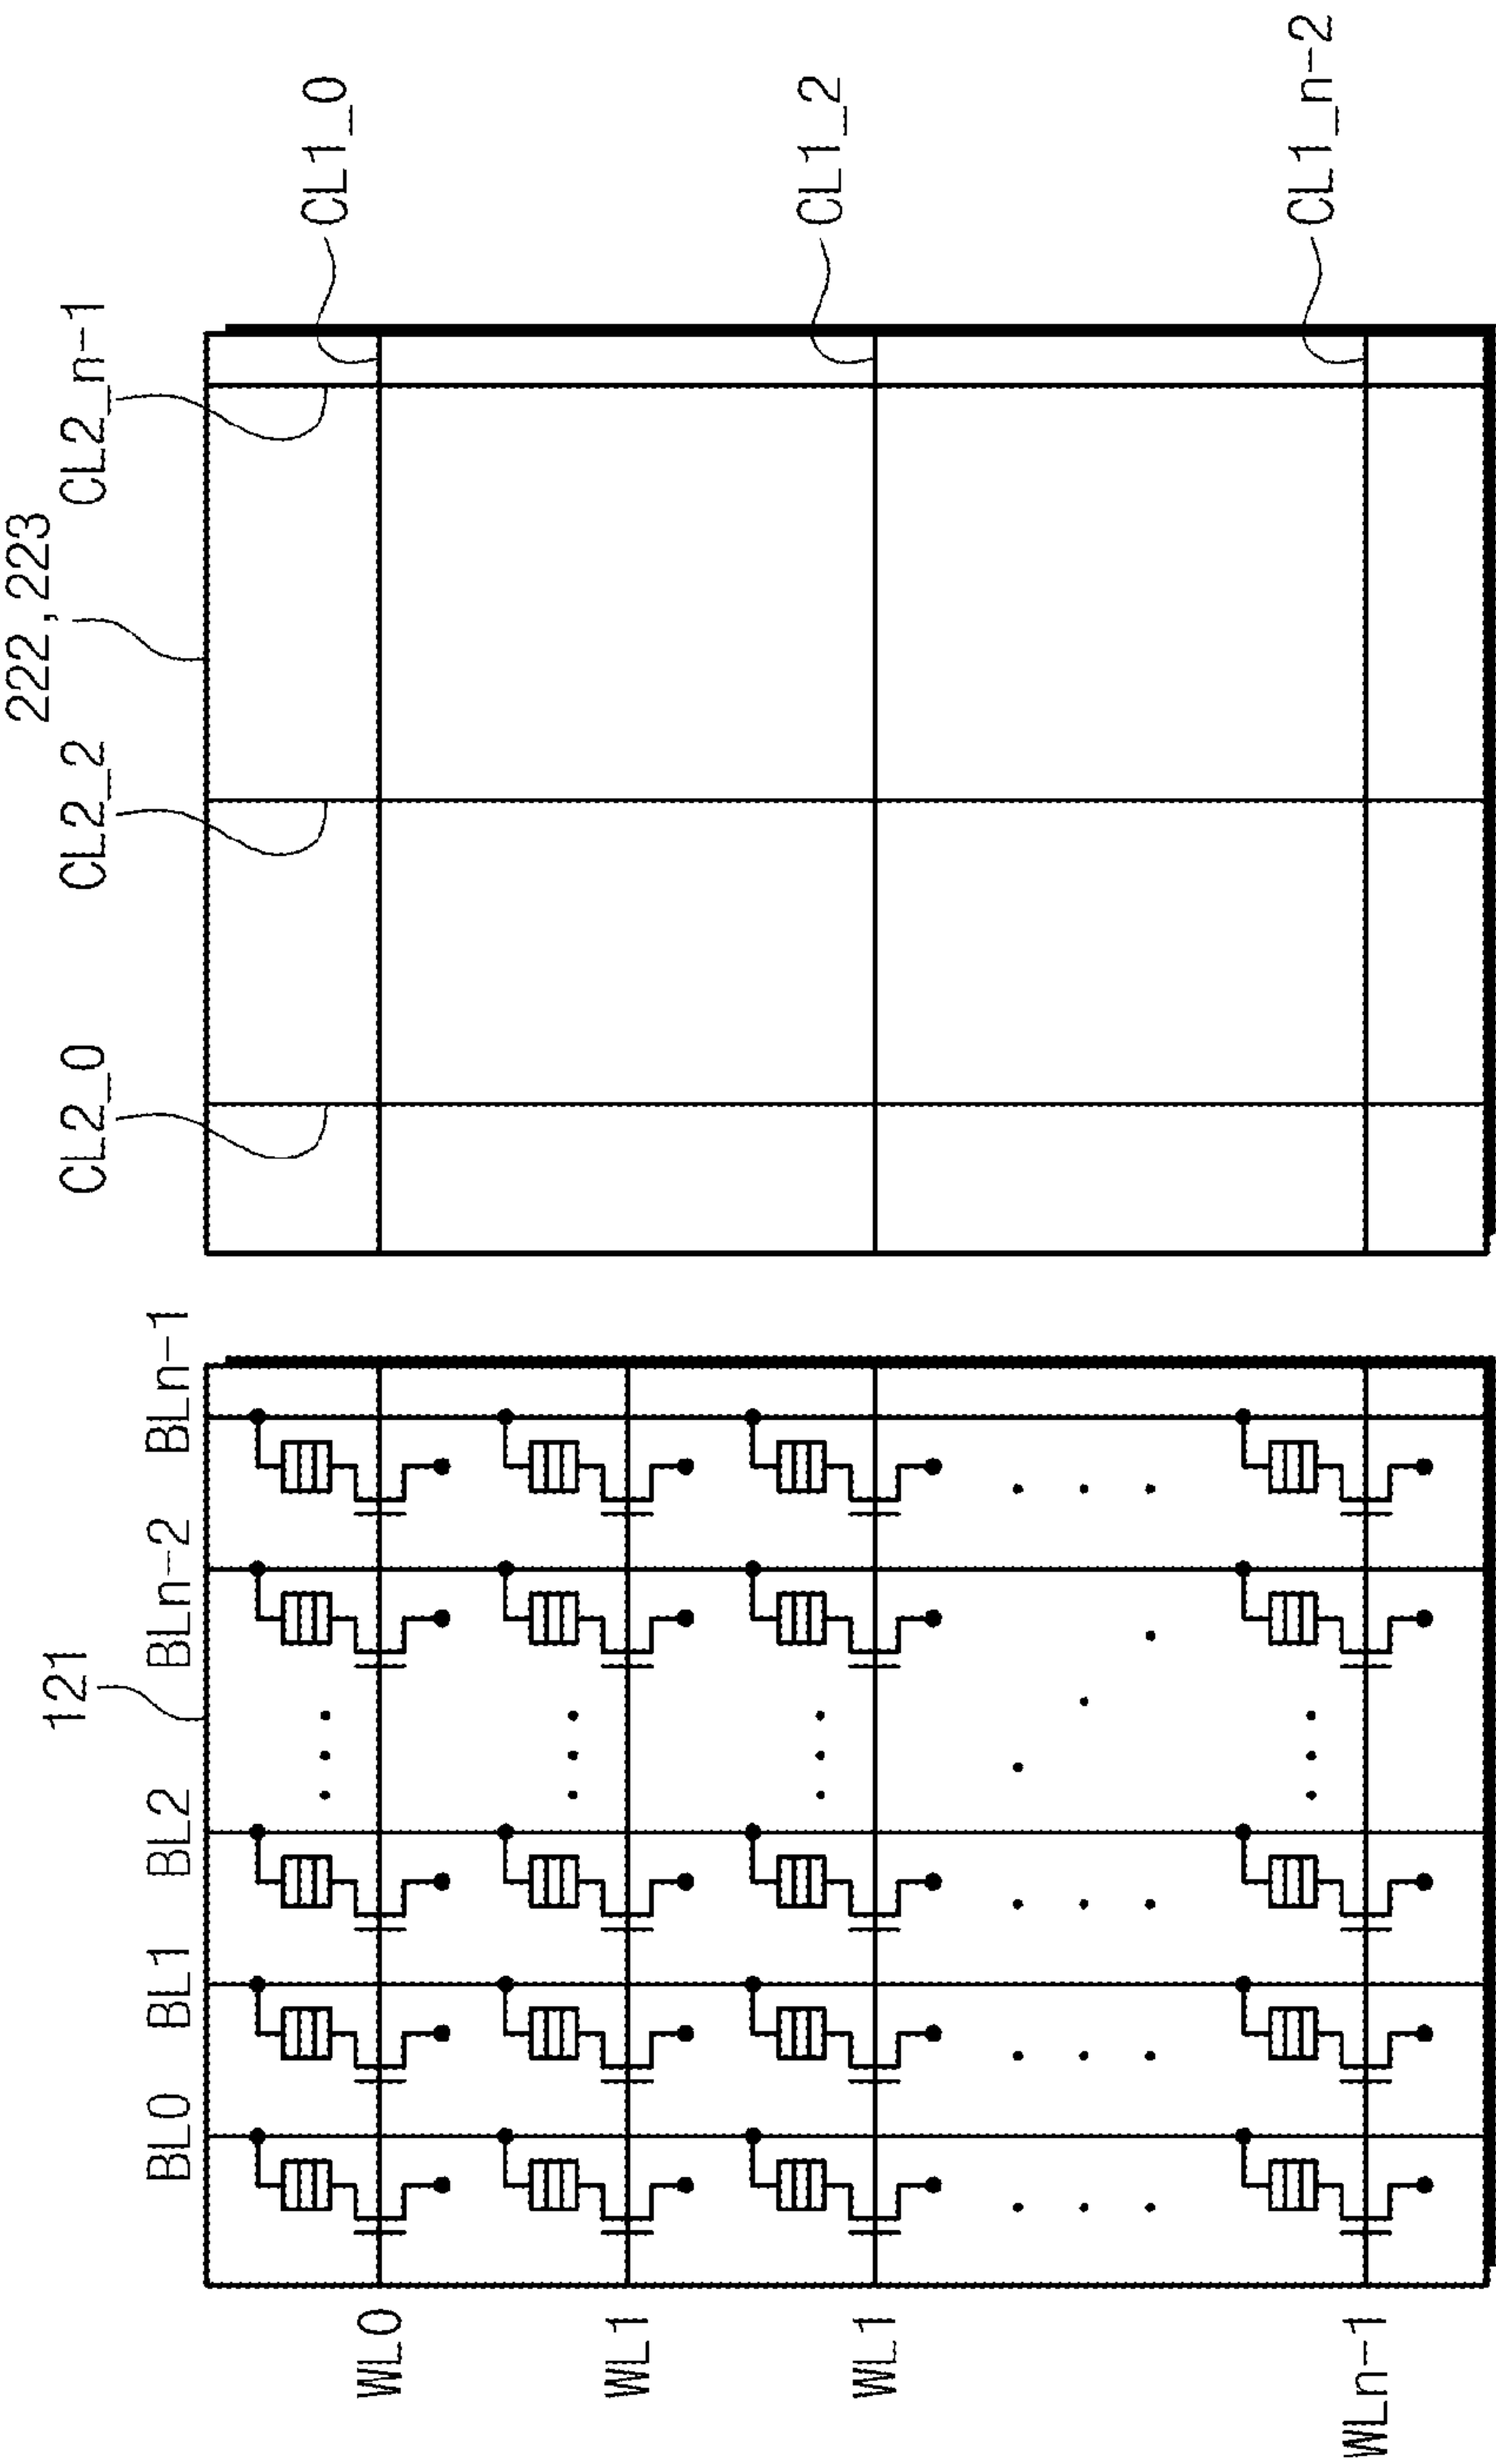 121
BL0 BL1 BL2 BLn-2 BLn-1
WL0
WL1
WL1
WLn-1
222,223
CL2_0 CL2_2 CL2_n-1
CL1_0
CL1_2
CL1_n-2